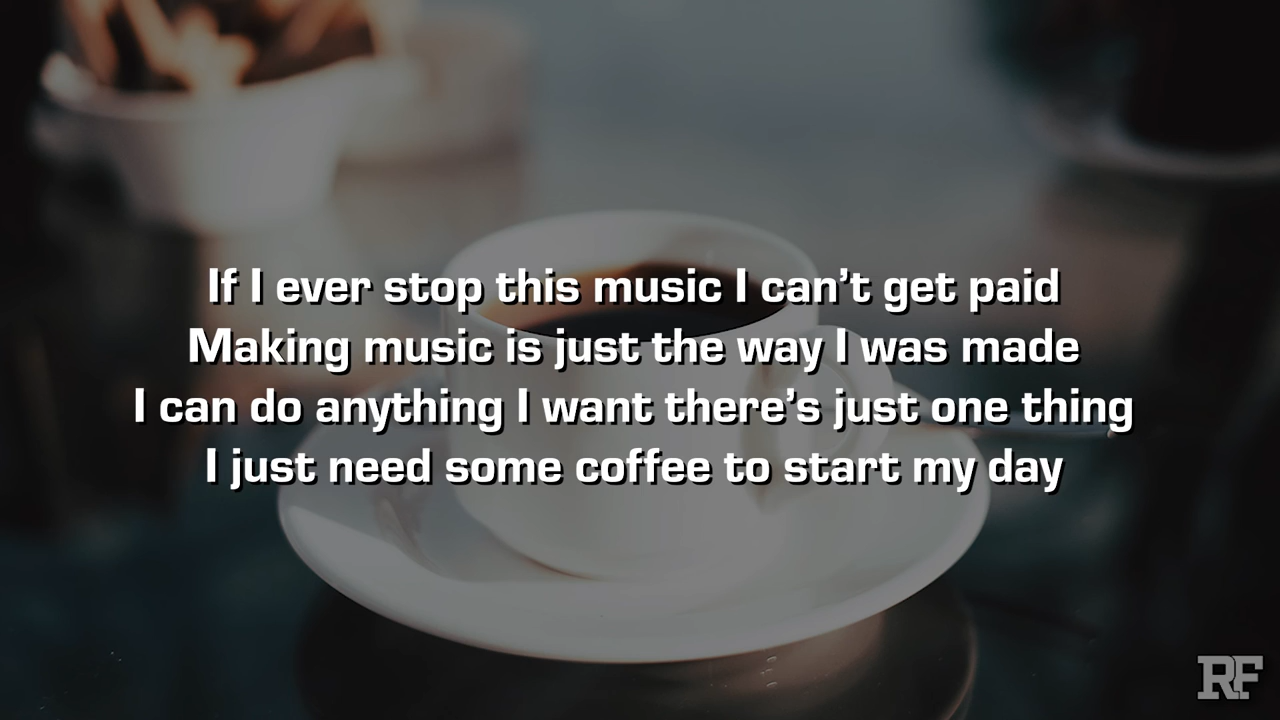 If I ever stop this music I can’t get paid
Making music is just the way I was made
I can do anything I want there’s just one thing
I just need some coffee to start my day
RF